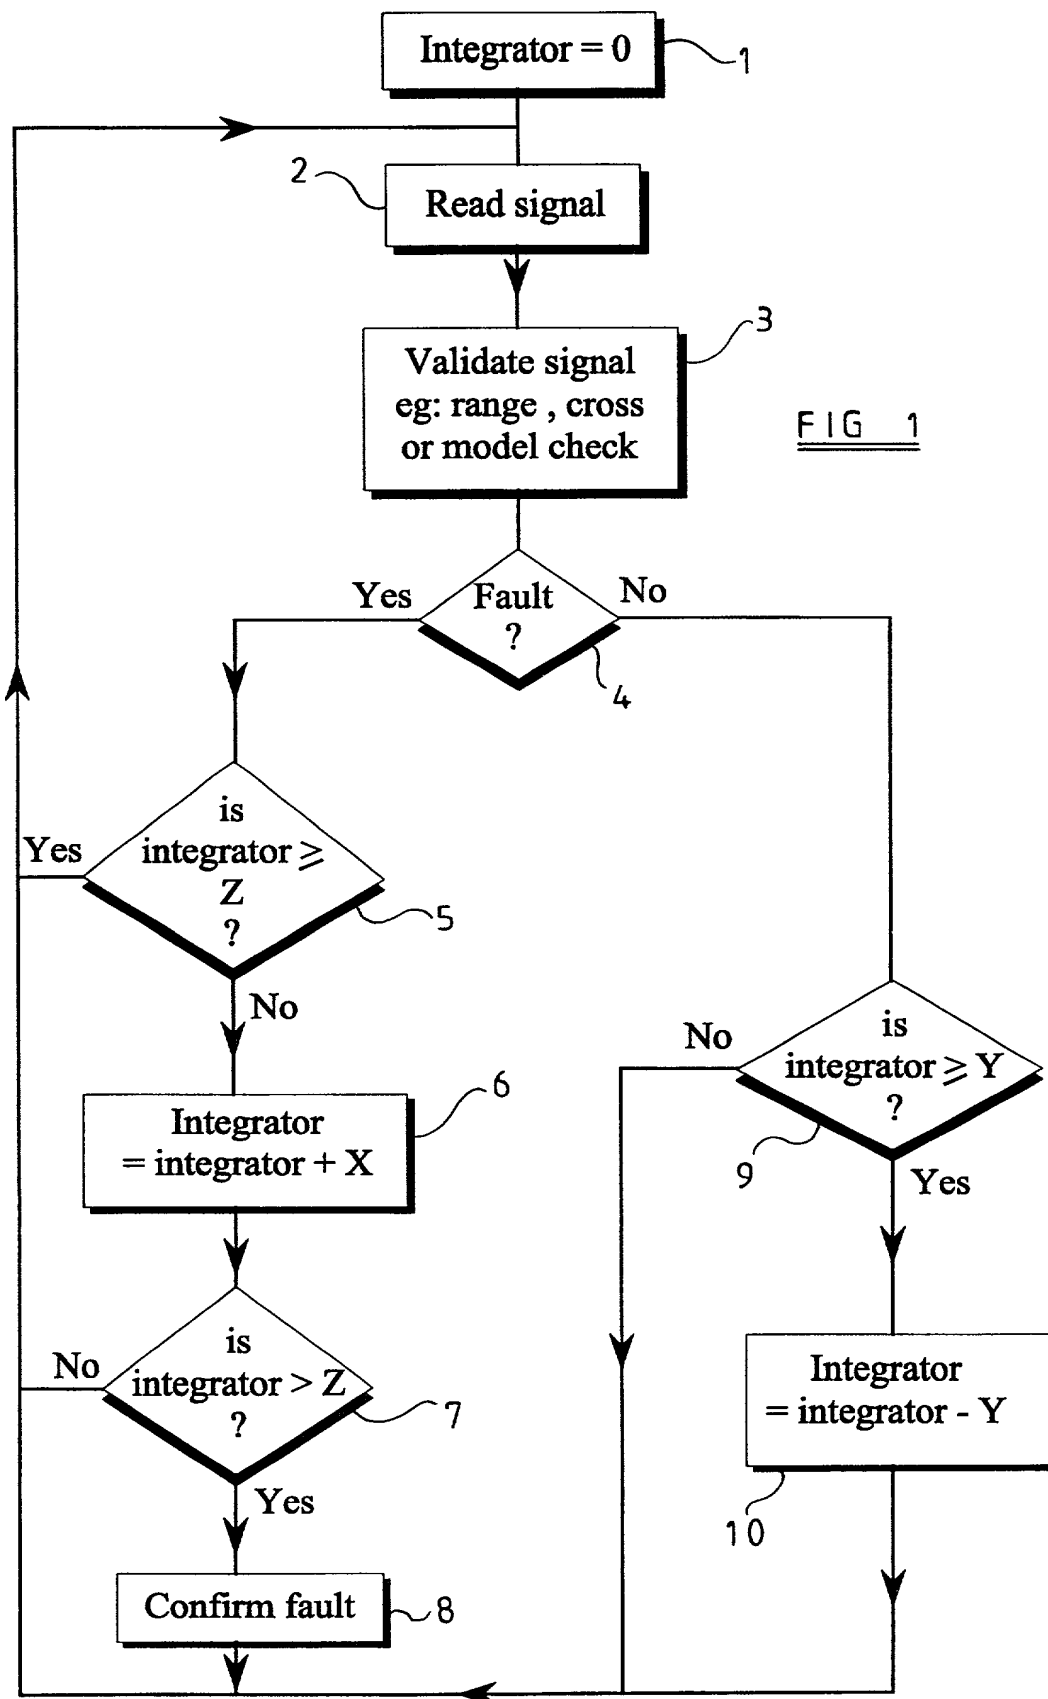 Integrator = 0
1
2
Read signal
3
Validate signal
eg: range , cross
or model check
FIG 1
Yes
Fault
?
No
4
is
integrator ≥
Z
?
Yes
5
No
6
Integrator
= integrator + X
is
integrator > Z
?
No
7
Yes
Confirm fault
8
is
integrator ≥ Y
?
No
9
Yes
Integrator
= integrator - Y
10